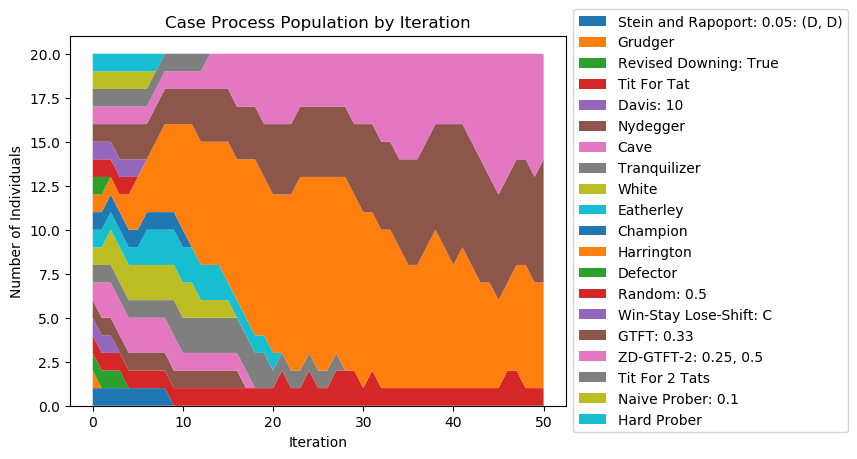 Case Process Population by Iteration
20.0
17.5
15.0
12.5
10.0
7.5
5.0
2.5
0.0
Number of Individuals
0 10 20 30 40 50
Iteration
Stein and Rapoport: 0.05: (D, D)
Grudger
Revised Downing: True
Tit For Tat
Davis: 10
Nydegger
Cave
Tranquilizer
White
Eatherley
Champion
Harrington
Defector
Random: 0.5
Win-Stay Lose-Shift: C
GTFT: 0.33
ZD-GTFT-2: 0.25, 0.5
Tit For 2 Tats
Naive Prober: 0.1
Hard Prober